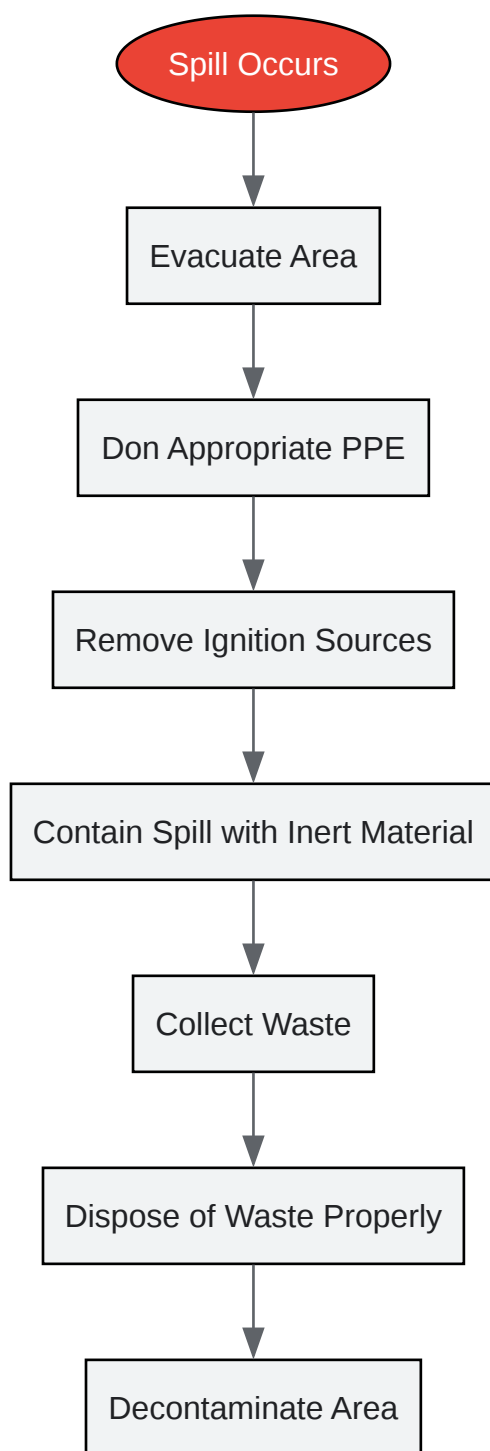 Spill Occurs
Evacuate Area
Don Appropriate PPE
Remove Ignition Sources
Contain Spill with Inert Material
Collect Waste
Dispose of Waste Properly
Decontaminate Area